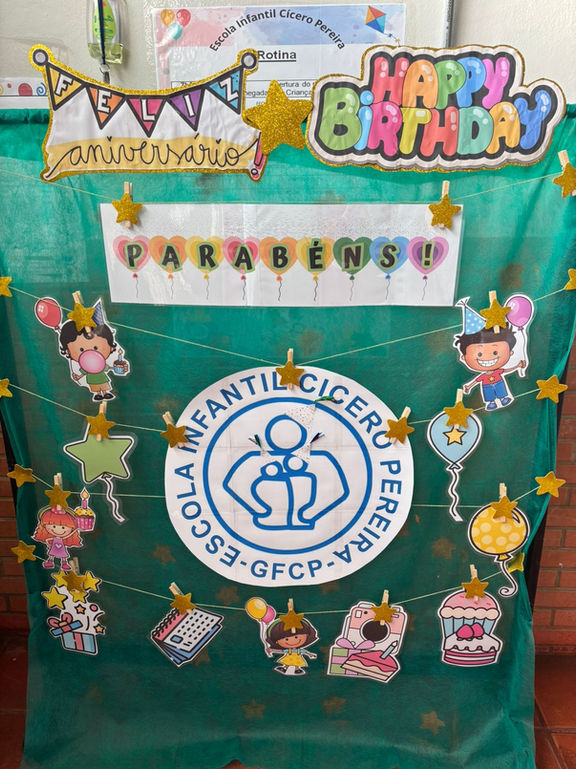 Escola Infantil Cícero Pereira
Rotina
FELIZ
aniversário!
HAPPY
BiRTHDAY
PARABÉNS!
ESCOLA INFANTIL CÍCERO PEREIRA
-GFCP-